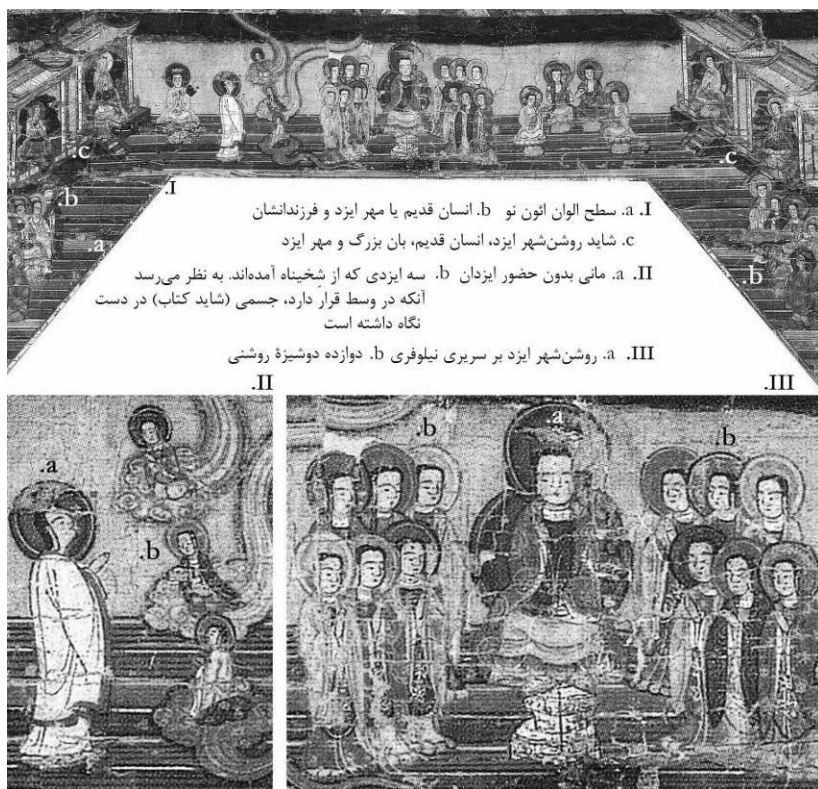 .c .c
.b .b
.a
.I
.I a. سطح الوان ائون نو b. انسان قدیم یا مهر ایزد و فرزندانشان
c. شاید روشن‌شهر ایزد، انسان قدیم، بان بزرگ و مهر ایزد
.II a. مانی بدون حضور ایزدان b. سه ایزدی که از شِخیناه آمده‌اند. به نظر می‌رسد
آنکه در وسط قرار دارد، جسمی (شاید کتاب) در دست
نگاه داشته است
.III a. روشن‌شهر ایزد بر سریری نیلوفری b. دوازده دوشیزۀ روشنی
.II .III
.a .b
.b .a .b